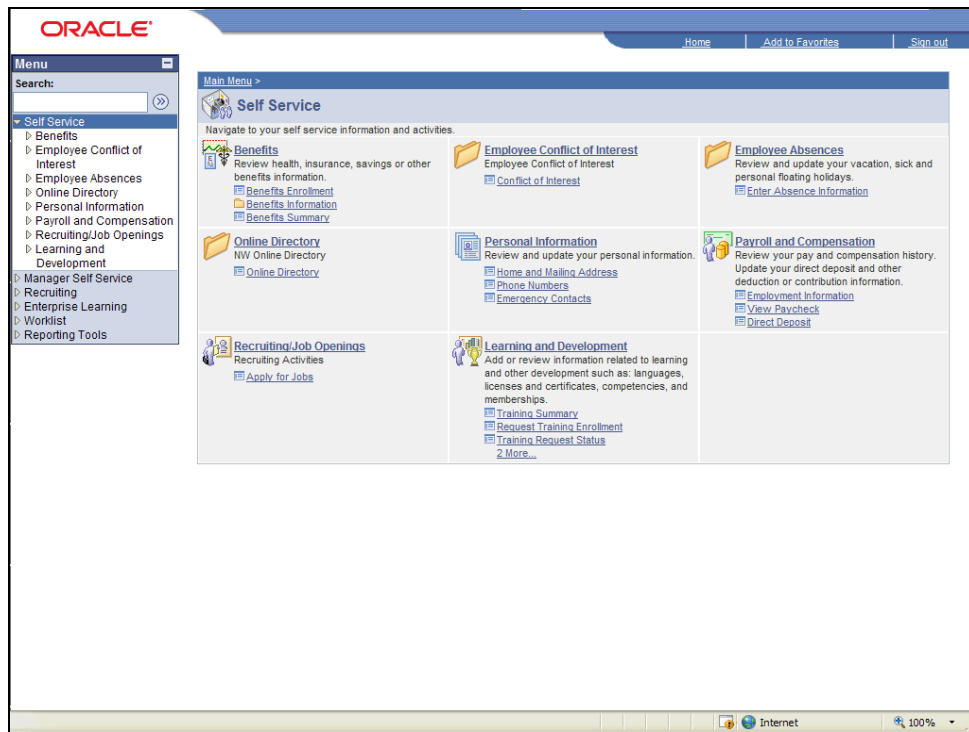 ORACLE
Home
Add to Favorites
Sign out
Menu
Search:
Self Service
Benefits
Employee Conflict of
Interest
Employee Absences
Online Directory
Personal Information
Payroll and Compensation
Recruiting/Job Openings
Learning and
Development
Manager Self Service
Recruiting
Enterprise Learning
Worklist
Reporting Tools
Main Menu >
Self Service
Navigate to your self service information and activities.
Benefits
Review health, insurance, savings or other
benefits information.
Benefits Enrollment
Benefits Information
Benefits Summary
Employee Conflict of Interest
Employee Conflict of Interest
Conflict of Interest
Employee Absences
Review and update your vacation, sick and
personal floating holidays.
Enter Absence Information
Online Directory
NW Online Directory
Online Directory
Personal Information
Review and update your personal information.
Home and Mailing Address
Phone Numbers
Emergency Contacts
Payroll and Compensation
Review your pay and compensation history.
Update your direct deposit and other
deduction or contribution information.
Employment Information
View Paycheck
Direct Deposit
Recruiting/Job Openings
Recruiting Activities
Apply for Jobs
Learning and Development
Add or review information related to learning
and other development such as: languages,
licenses and certificates, competencies, and
memberships.
Training Summary
Request Training Enrollment
Training Request Status
2 More...
Internet
100%